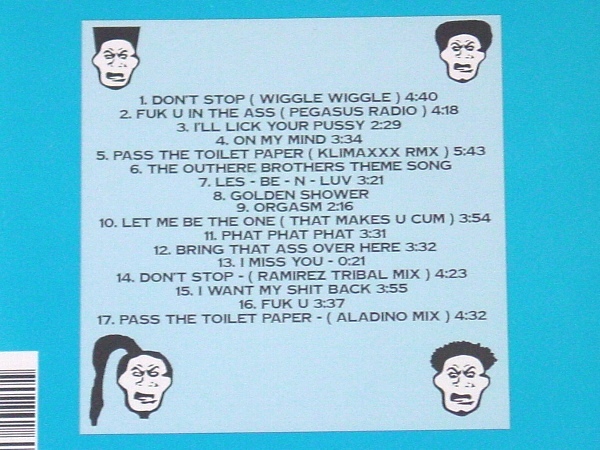 1. DON'T STOP ( WIGGLE WIGGLE ) 4:40
2. FUK U IN THE ASS ( PEGASUS RADIO ) 4:18
3. I'LL LICK YOUR PUSSY 2:29
4. ON MY MIND 3:34
5. PASS THE TOILET PAPER ( KLIMAXXX RMX ) 5:43
6. THE OUTHERE BROTHERS THEME SONG
7. LES - BE - N - LUV 3:21
8. GOLDEN SHOWER
9. ORGASM 2:16
10. LET ME BE THE ONE ( THAT MAKES U CUM ) 3:54
11. PHAT PHAT PHAT 3:31
12. BRING THAT ASS OVER HERE 3:32
13. I MISS YOU - 0:21
14. DON'T STOP - ( RAMIREZ TRIBAL MIX ) 4:23
15. I WANT MY SHIT BACK 3:55
16. FUK U 3:37
17. PASS THE TOILET PAPER - ( ALADINO MIX ) 4:32